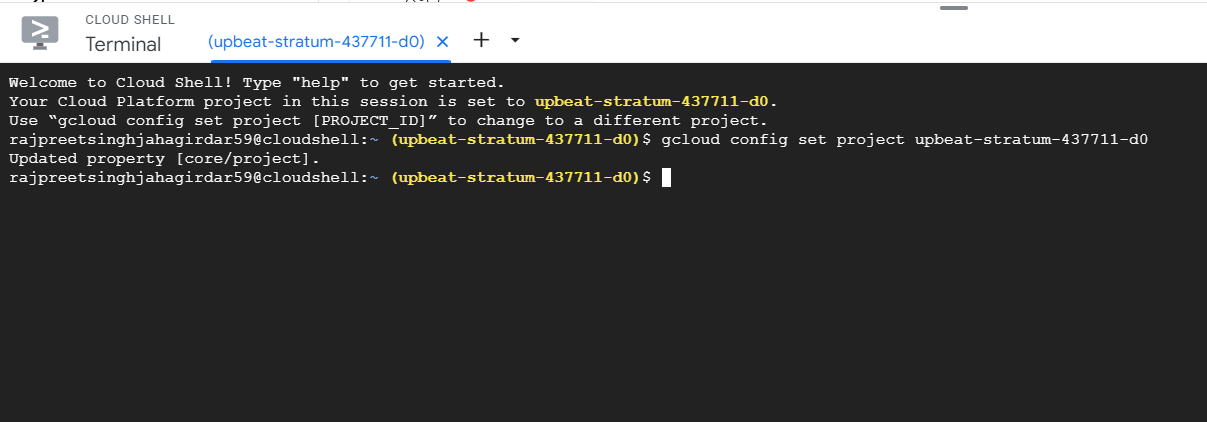 CLOUD SHELL
Terminal
(upbeat-stratum-437711-d0)
Welcome to Cloud Shell! Type "help" to get started.
Your Cloud Platform project in this session is set to upbeat-stratum-437711-d0.
Use “gcloud config set project [PROJECT_ID]” to change to a different project.
rajpreetsinghjahagirdar59@cloudshell:~ (upbeat-stratum-437711-d0)$ gcloud config set project upbeat-stratum-437711-d0
Updated property [core/project].
rajpreetsinghjahagirdar59@cloudshell:~ (upbeat-stratum-437711-d0)$